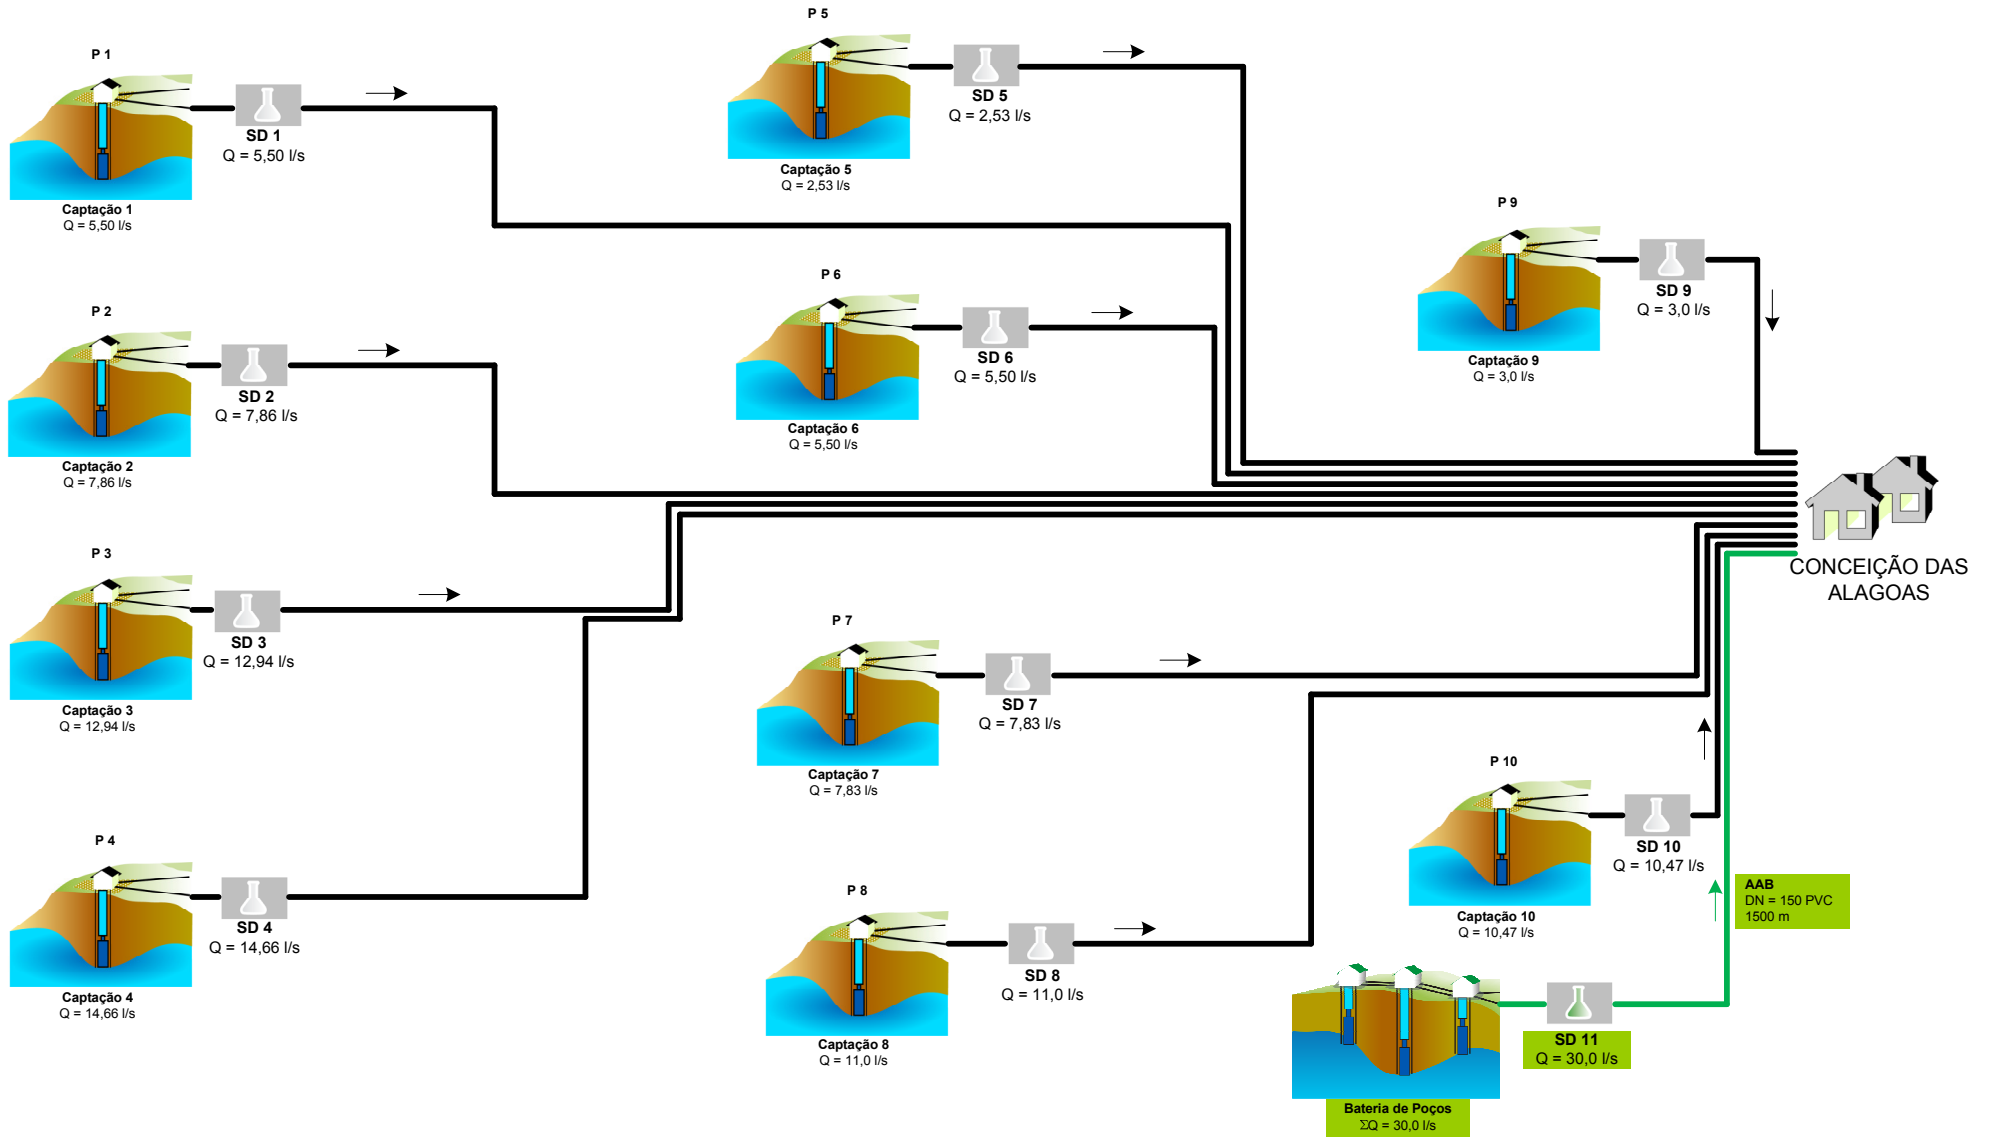 P 1
SD 1
Q = 5,50 l/s
Captação 1
Q = 5,50 l/s
P 2
SD 2
Q = 7,86 l/s
Captação 2
Q = 7,86 l/s
P 3
SD 3
Q = 12,94 l/s
Captação 3
Q = 12,94 l/s
P 4
SD 4
Q = 14,66 l/s
Captação 4
Q = 14,66 l/s
P 5
SD 5
Q = 2,53 l/s
Captação 5
Q = 2,53 l/s
P 6
SD 6
Q = 5,50 l/s
Captação 6
Q = 5,50 l/s
P 7
SD 7
Q = 7,83 l/s
Captação 7
Q = 7,83 l/s
P 8
SD 8
Q = 11,0 l/s
Captação 8
Q = 11,0 l/s
P 9
SD 9
Q = 3,0 l/s
Captação 9
Q = 3,0 l/s
CONCEIÇÃO DAS
ALAGOAS
P 10
SD 10
Q = 10,47 l/s
Captação 10
Q = 10,47 l/s
AAB
DN = 150 PVC
1500 m
SD 11
Q = 30,0 l/s
Bateria de Poços
ΣQ = 30,0 l/s